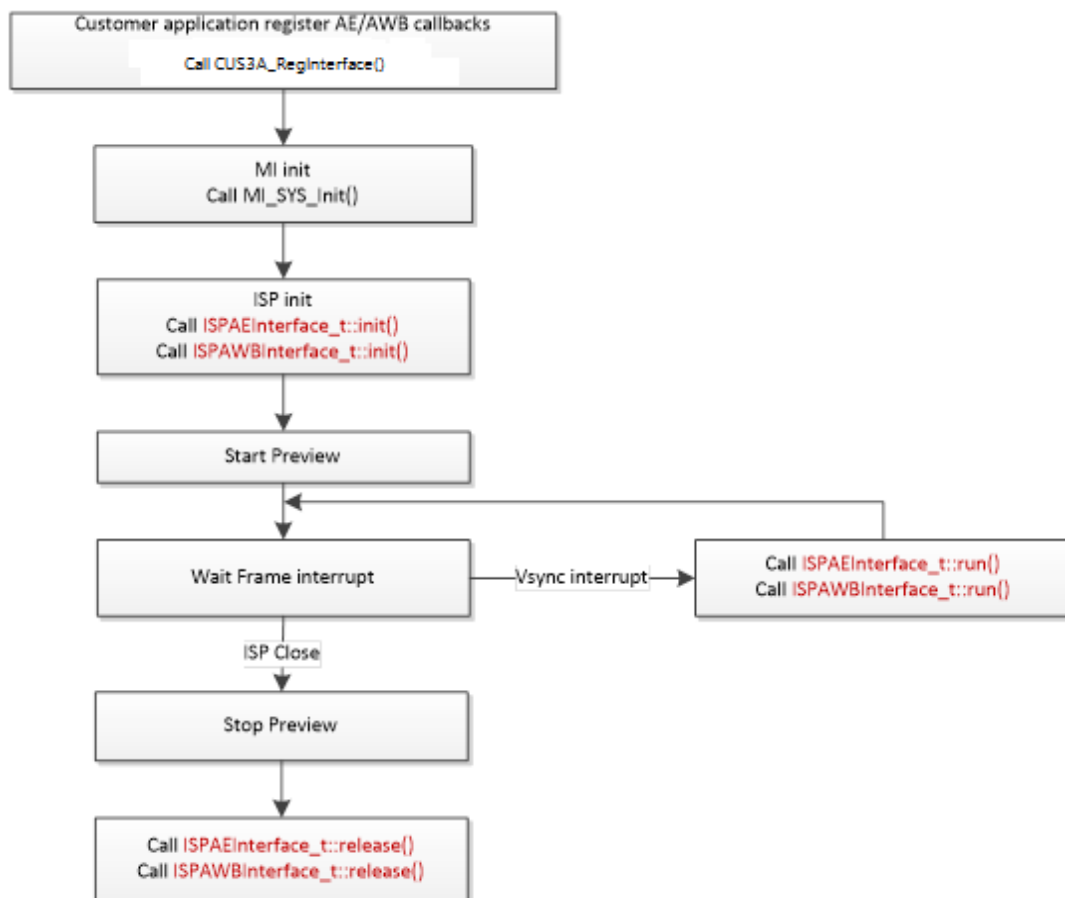 Customer application register AE/AWB callbacks
Call CUS3A_RegInterface()
MI init
Call MI_SYS_Init()
ISP init
Call ISPAEInterface_t::init()
Call ISPAWBInterface_t::init()
Start Preview
Wait Frame interrupt
Vsync interrupt
Call ISPAEInterface_t::run()
Call ISPAWBInterface_t::run()
ISP Close
Stop Preview
Call ISPAEInterface_t::release()
Call ISPAWBInterface_t::release()